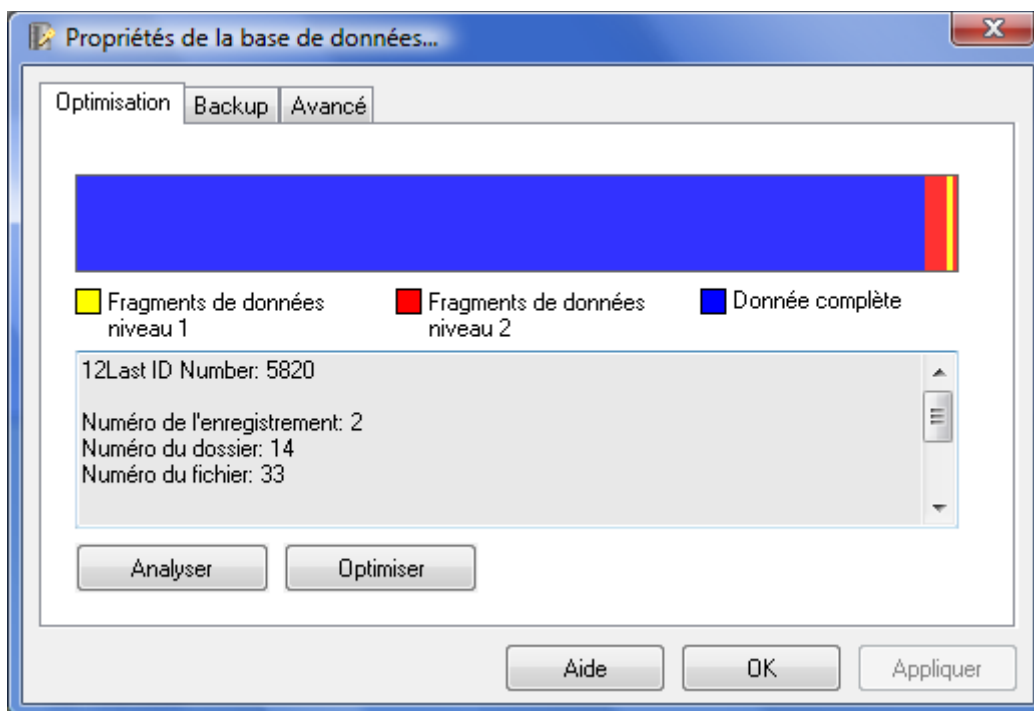 Propriétés de la base de données...
Optimisation Backup Avancé
Fragments de données niveau 1
Fragments de données niveau 2
Donnée complète
12Last ID Number: 5820
Numéro de l'enregistrement: 2
Numéro du dossier: 14
Numéro du fichier: 33
Analyser Optimiser
Aide OK Appliquer